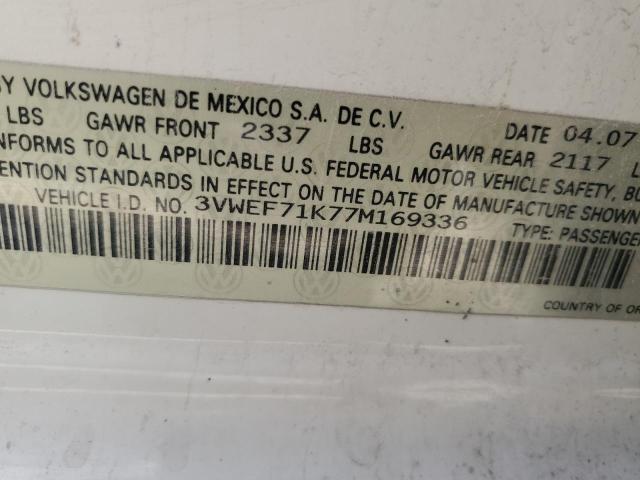 BY VOLKSWAGEN DE MEXICO S.A. DE C.V. DATE 04.07
LBS GAWR FRONT 2337 LBS GAWR REAR 2117 L
NFORMS TO ALL APPLICABLE U.S. FEDERAL MOTOR VEHICLE SAFETY, BU
ENTION STANDARDS IN EFFECT ON THE DATE OF MANUFACTURE SHOWN
VEHICLE I.D. NO. 3VWEF71K77M169336 TYPE: PASSENGE
COUNTRY OF OR